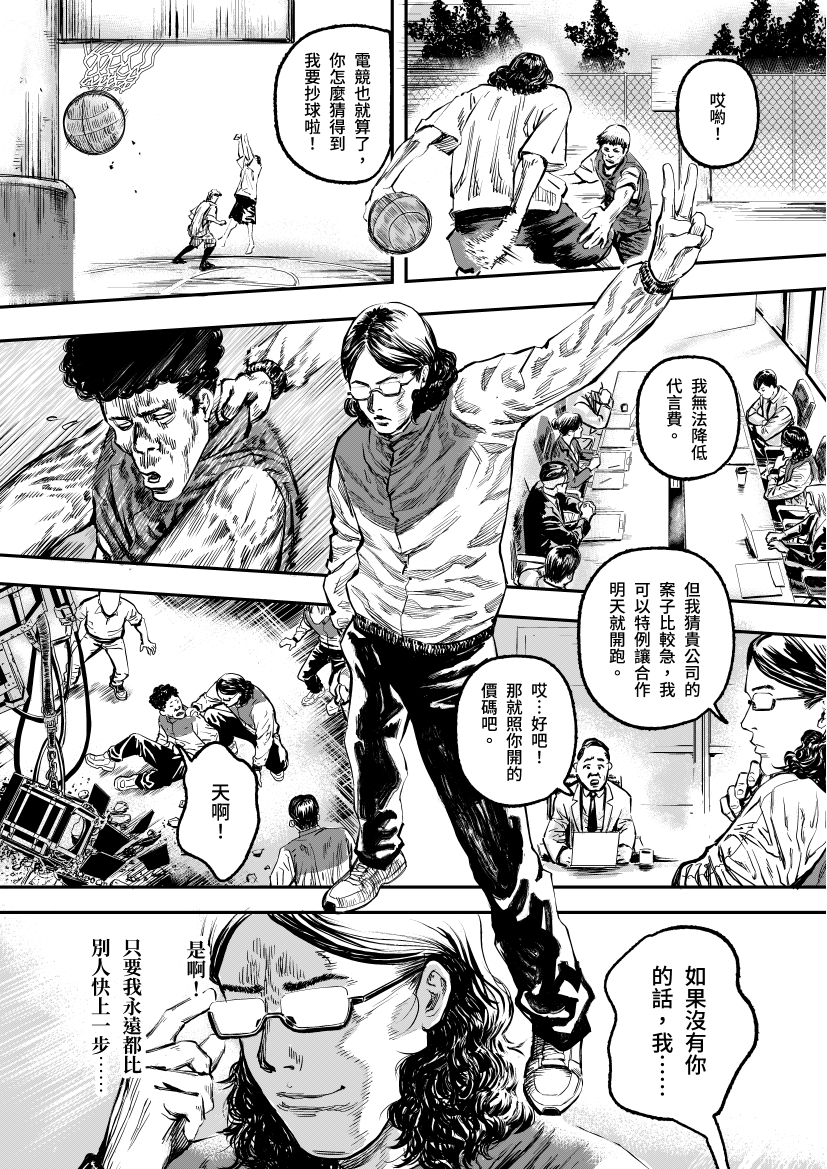 哎喲！
電競也就算了，
你怎麼猜得到
我要抄球啦！
我無法降低
代言費。
但我猜貴公司的
案子比較急，我
可以特例讓合作
明天就開跑。
哎…好吧！
那就照你開的
價碼吧。
天啊！
如果沒有你
的話，我……
是啊！
只要我永遠都比
別人快上一步……